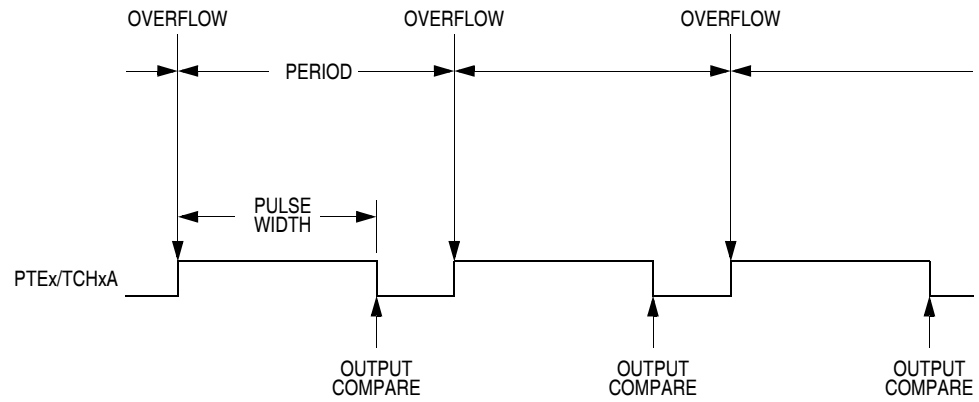 OVERFLOW
OVERFLOW
OVERFLOW
PERIOD
PULSE
WIDTH
PTEx/TCHxA
OUTPUT
COMPARE
OUTPUT
COMPARE
OUTPUT
COMPARE